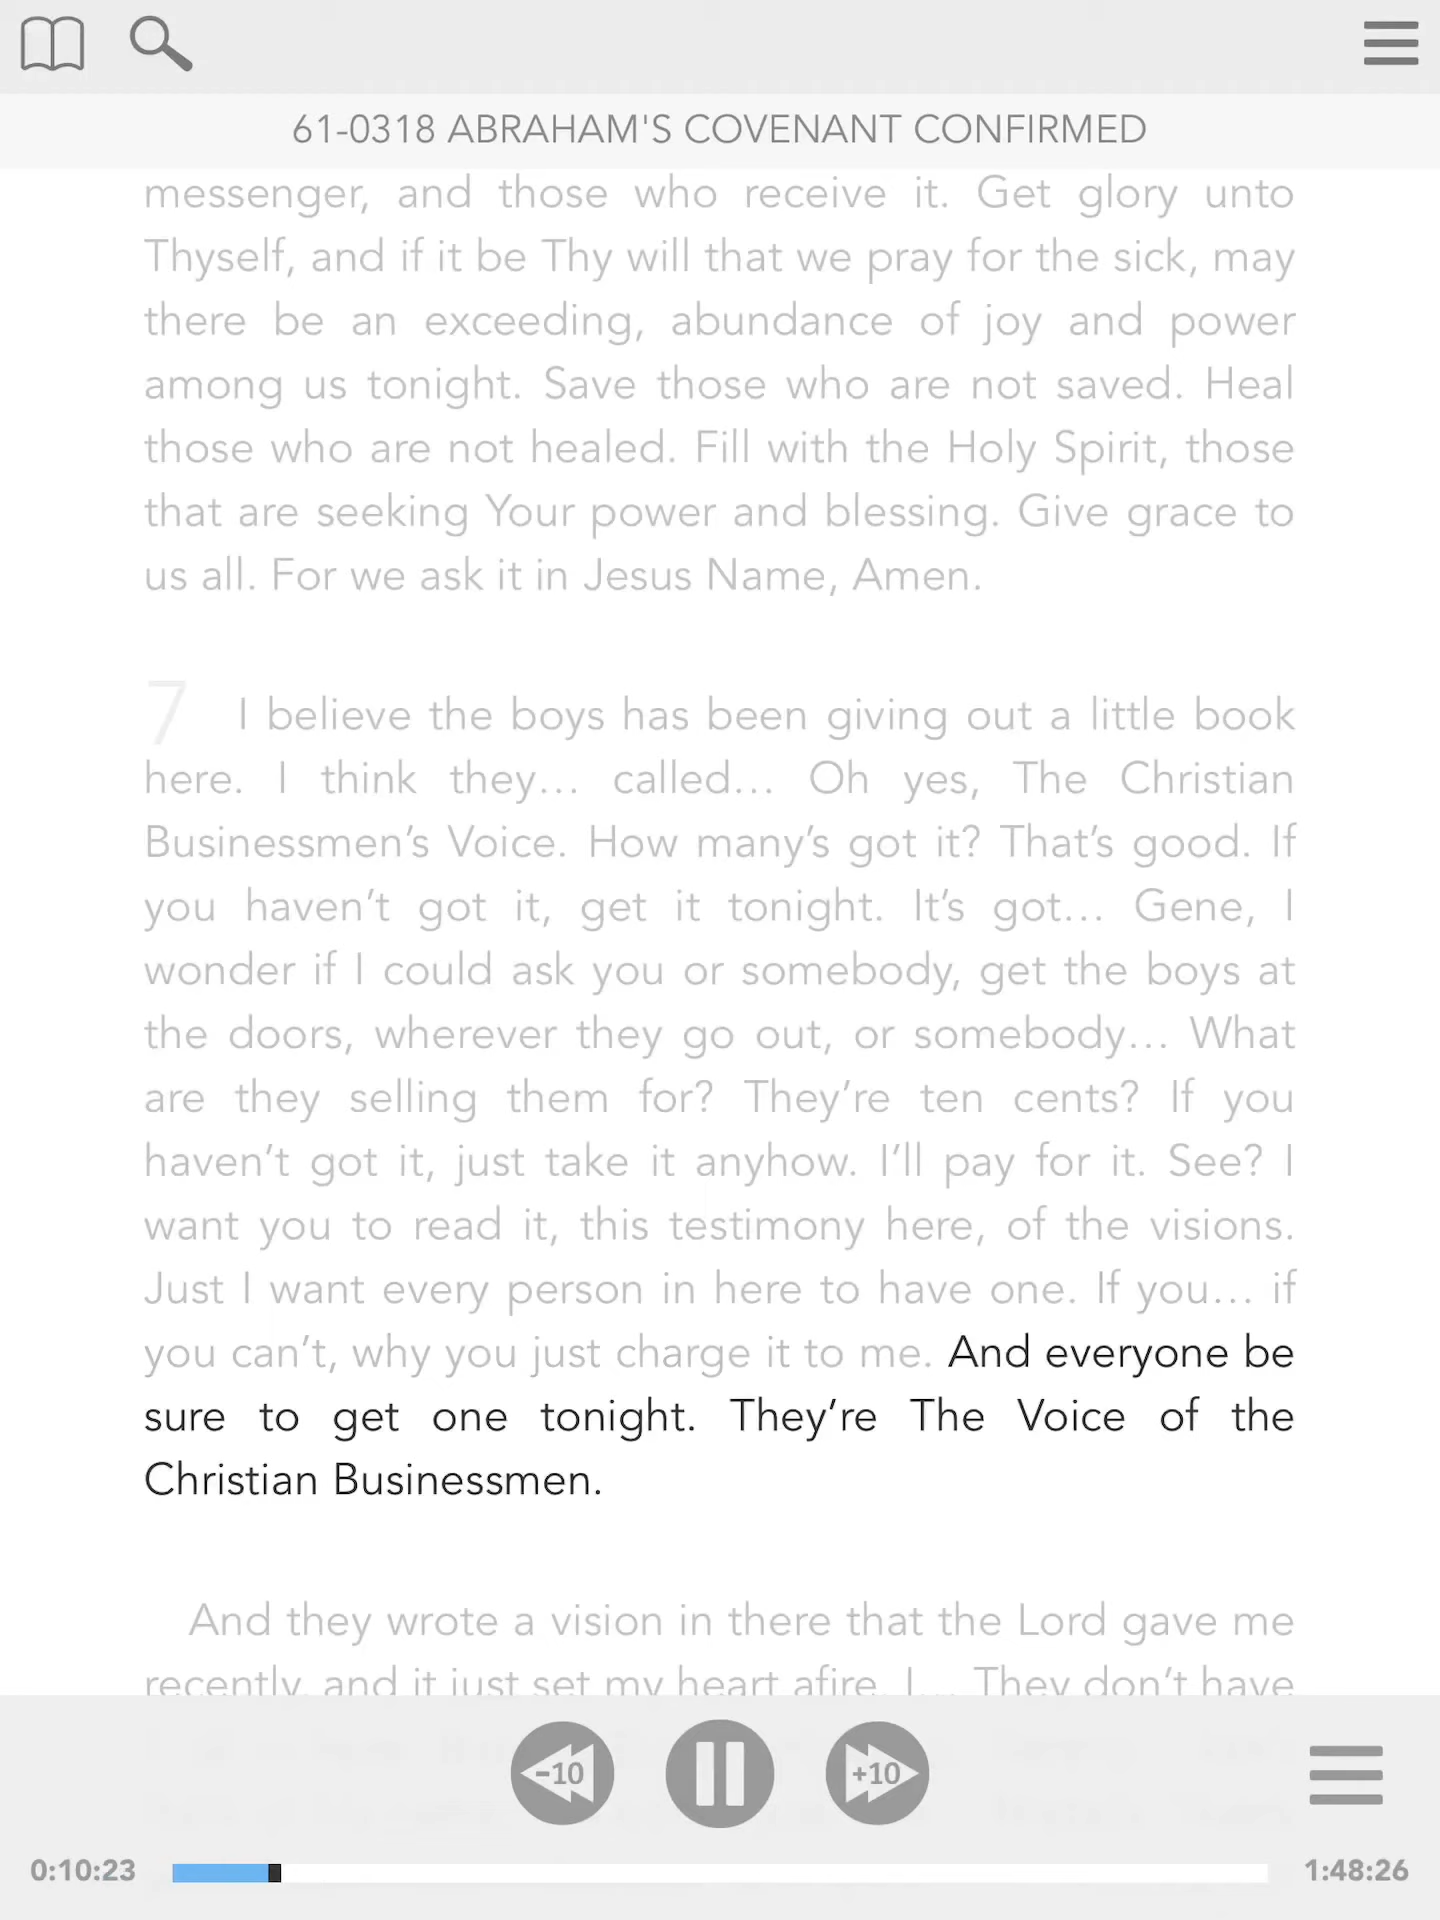 61-0318 ABRAHAM'S COVENANT CONFIRMED
messenger, and those who receive it. Get glory unto
Thyself, and if it be Thy will that we pray for the sick, may
there be an exceeding, abundance of joy and power
among us tonight. Save those who are not saved. Heal
those who are not healed. Fill with the Holy Spirit, those
that are seeking Your power and blessing. Give grace to
us all. For we ask it in Jesus Name, Amen.
7 I believe the boys has been giving out a little book
here. I think they… called… Oh yes, The Christian
Businessmen’s Voice. How many’s got it? That’s good. If
you haven’t got it, get it tonight. It’s got… Gene, I
wonder if I could ask you or somebody, get the boys at
the doors, wherever they go out, or somebody… What
are they selling them for? They’re ten cents? If you
haven’t got it, just take it anyhow. I’ll pay for it. See? I
want you to read it, this testimony here, of the visions.
Just I want every person in here to have one. If you… if
you can’t, why you just charge it to me. And everyone be
sure to get one tonight. They’re The Voice of the
Christian Businessmen.
And they wrote a vision in there that the Lord gave me
recently, and it just set my heart afire. I… They don’t have
-10
+10
0:10:23
1:48:26